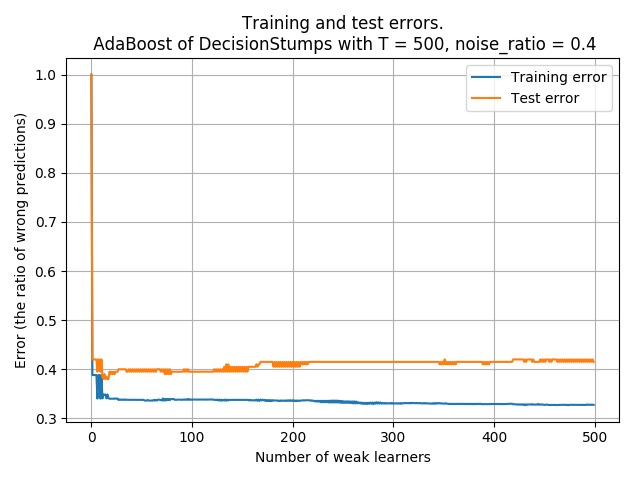 Training and test errors.
AdaBoost of DecisionStumps with T = 500, noise_ratio = 0.4
Training error
Test error
Error (the ratio of wrong predictions)
1.0
0.9
0.8
0.7
0.6
0.5
0.4
0.3
0
100
200
300
400
500
Number of weak learners